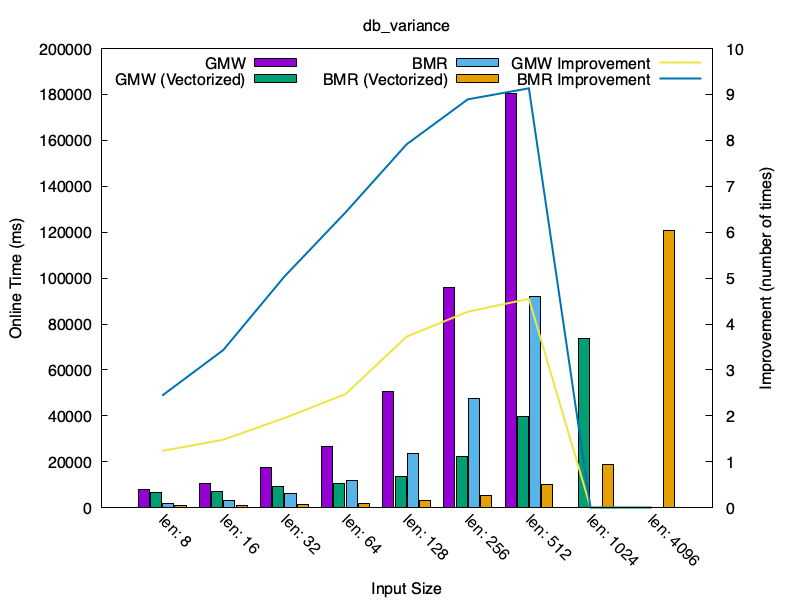 db_variance
GMW
GMW (Vectorized)
BMR
BMR (Vectorized)
GMW Improvement
BMR Improvement
Online Time (ms)
200000
180000
160000
140000
120000
100000
80000
60000
40000
20000
0
10
9
8
7
6
5
4
3
2
1
0
Improvement (number of times)
len: 8
len: 16
len: 32
len: 64
len: 128
len: 256
len: 512
len: 1024
len: 4096
Input Size